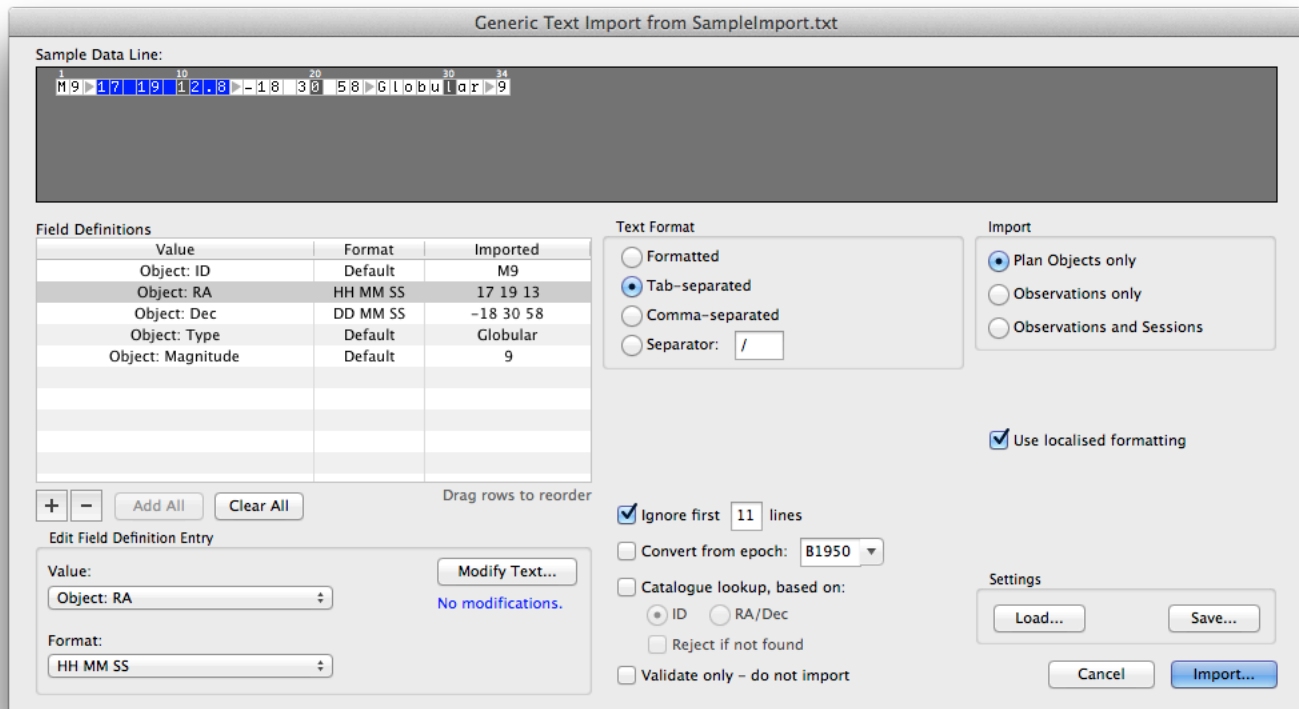 Generic Text Import from SampleImport.txt
Sample Data Line:
1 10 20 30 34
M9▶17 19 12.8▶-18 30 58▶Globular▶9
Field Definitions
Value Format Imported
Object: ID Default M9
Object: RA HH MM SS 17 19 13
Object: Dec DD MM SS -18 30 58
Object: Type Default Globular
Object: Magnitude Default 9
+ - Add All Clear All Drag rows to reorder
Edit Field Definition Entry
Value:
Object: RA
Modify Text...
No modifications.
Format:
HH MM SS
Text Format
Formatted
Tab-separated
Comma-separated
Separator: /
Ignore first 11 lines
Convert from epoch: B1950
Catalogue lookup, based on:
ID RA/Dec
Reject if not found
Validate only – do not import
Import
Plan Objects only
Observations only
Observations and Sessions
Use localised formatting
Settings
Load... Save...
Cancel Import...